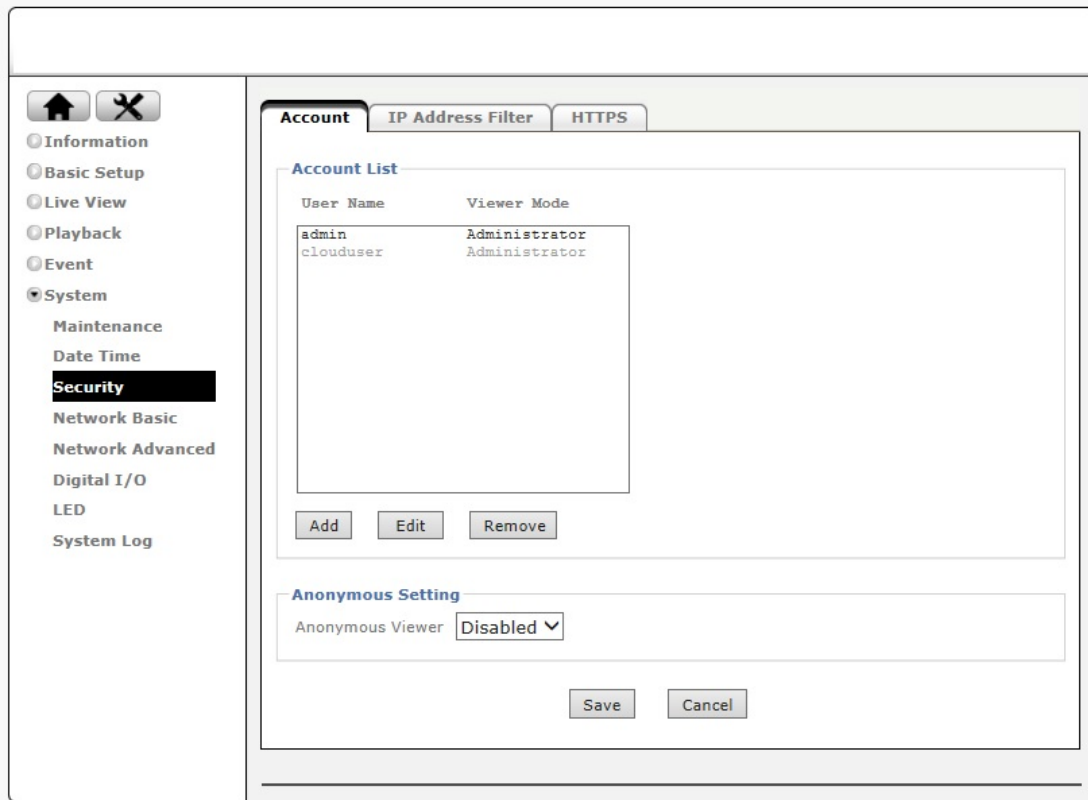 Information
Basic Setup
Live View
Playback
Event
System
Maintenance
Date Time
Security
Network Basic
Network Advanced
Digital I/O
LED
System Log
Account IP Address Filter HTTPS
Account List
User Name Viewer Mode
admin Administrator
clouduser Administrator
Add Edit Remove
Anonymous Setting
Anonymous Viewer Disabled
Save Cancel